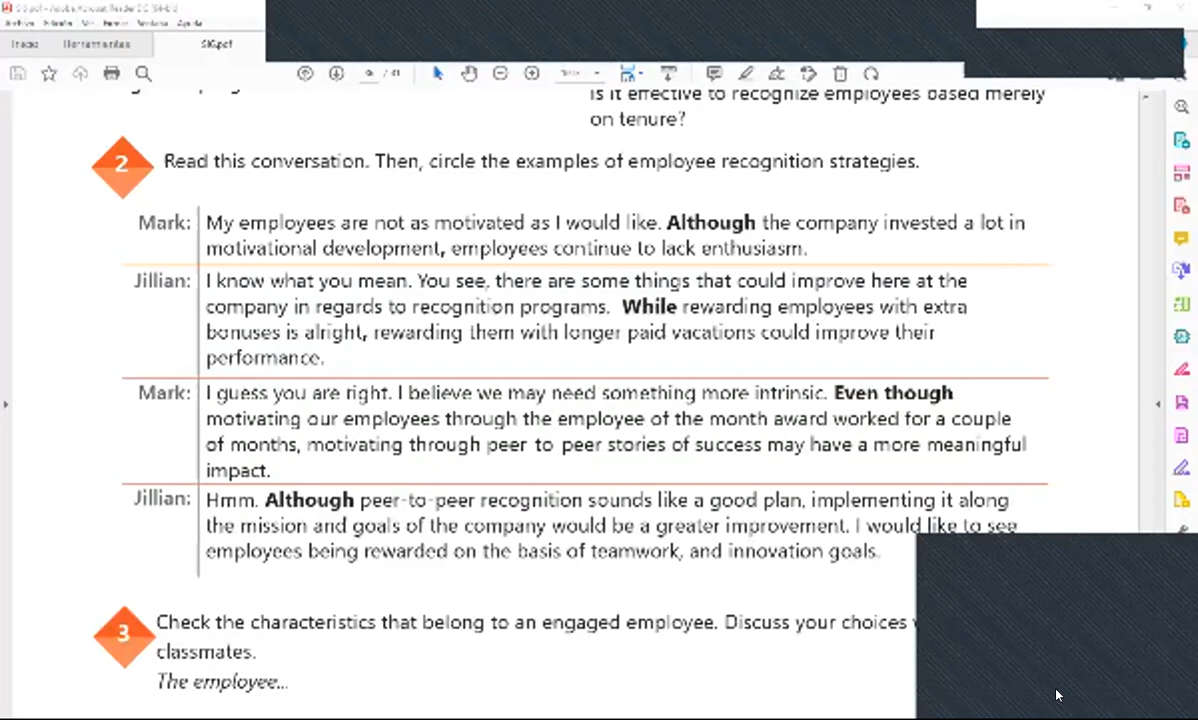 Inicio Herramientas SIG.pdf
is it effective to recognize employees based merely
on tenure?
2 Read this conversation. Then, circle the examples of employee recognition strategies.
Mark: My employees are not as motivated as I would like. Although the company invested a lot in
motivational development, employees continue to lack enthusiasm.
Jillian: I know what you mean. You see, there are some things that could improve here at the
company in regards to recognition programs. While rewarding employees with extra
bonuses is alright, rewarding them with longer paid vacations could improve their
performance.
Mark: I guess you are right. I believe we may need something more intrinsic. Even though
motivating our employees through the employee of the month award worked for a couple
of months, motivating through peer to peer stories of success may have a more meaningful
impact.
Jillian: Hmm. Although peer-to-peer recognition sounds like a good plan, implementing it along
the mission and goals of the company would be a greater improvement. I would like to see
employees being rewarded on the basis of teamwork, and innovation goals.
3 Check the characteristics that belong to an engaged employee. Discuss your choices
classmates.
The employee...